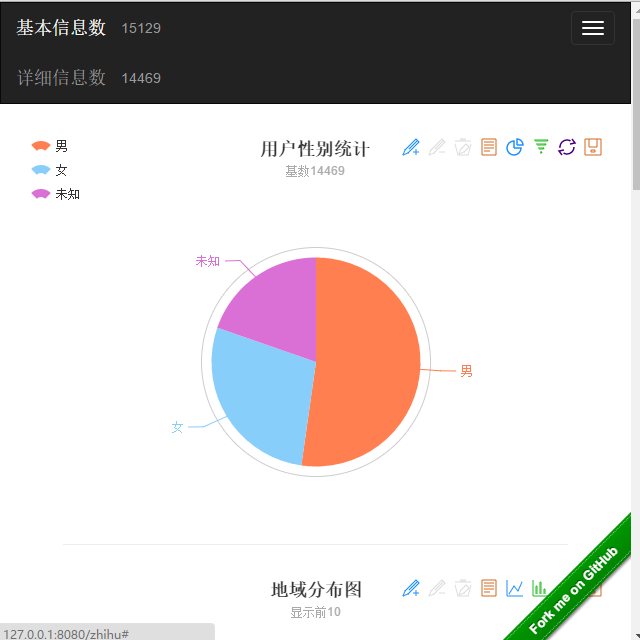 基本信息数 15129
详细信息数 14469
男
女
未知
用户性别统计
基数14469
未知
男
女
地域分布图
显示前10
Fork me on GitHub
127.0.0.1:8080/zhihu#